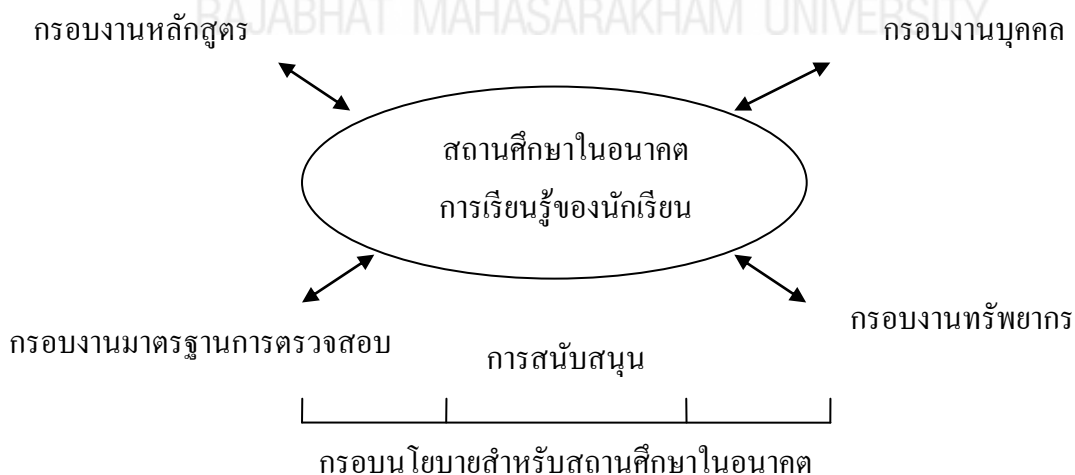 RAJABHAT MAHASARAKHAM UNIVERSITY
กรอบงานหลักสูตร
กรอบงานบุคคล
สถานศึกษาในอนาคต
การเรียนรู้ของนักเรียน
กรอบงานทรัพยากร
กรอบงานมาตรฐานการตรวจสอบ
การสนับสนุน
กรอบนโยบายสำหรับสถานศึกษาในอนาคต